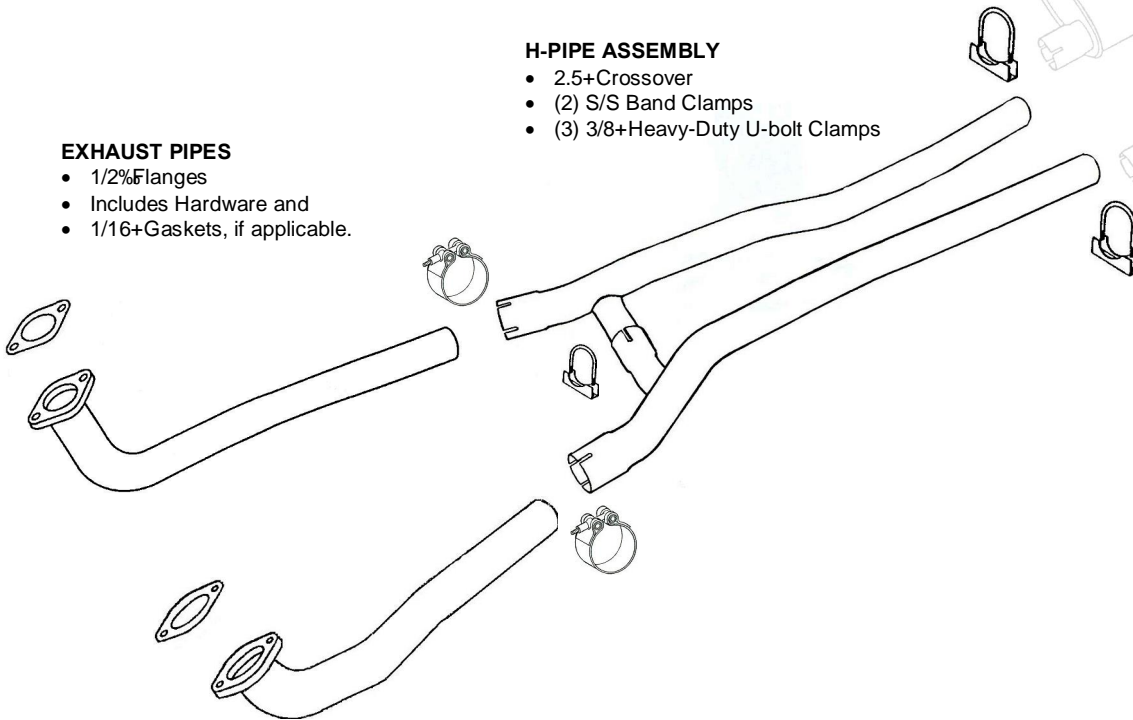 H-PIPE ASSEMBLY
• 2.5+Crossover
• (2) S/S Band Clamps
• (3) 3/8+Heavy-Duty U-bolt Clamps
EXHAUST PIPES
• 1/2%Flanges
• Includes Hardware and
• 1/16+Gaskets, if applicable.